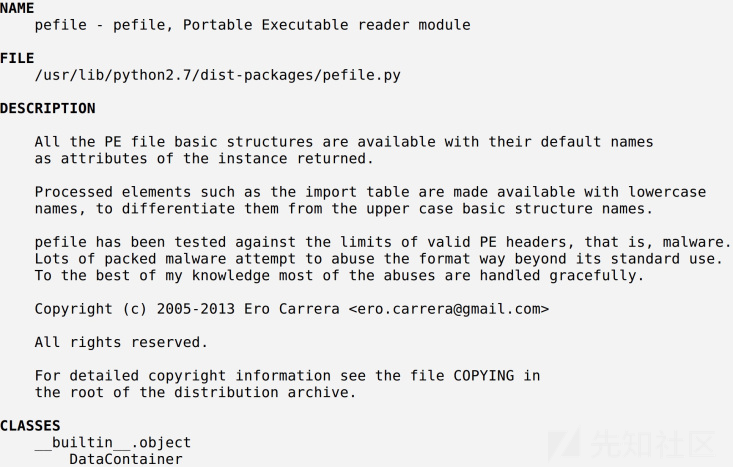 NAME
pefile - pefile, Portable Executable reader module
FILE
/usr/lib/python2.7/dist-packages/pefile.py
DESCRIPTION
All the PE file basic structures are available with their default names
as attributes of the instance returned.
Processed elements such as the import table are made available with lowercase
names, to differentiate them from the upper case basic structure names.
pefile has been tested against the limits of valid PE headers, that is, malware.
Lots of packed malware attempt to abuse the format way beyond its standard use.
To the best of my knowledge most of the abuses are handled gracefully.
Copyright (c) 2005-2013 Ero Carrera <ero.carrera@gmail.com>
All rights reserved.
For detailed copyright information see the file COPYING in
the root of the distribution archive.
CLASSES
__builtin__.object
DataContainer
先知社区